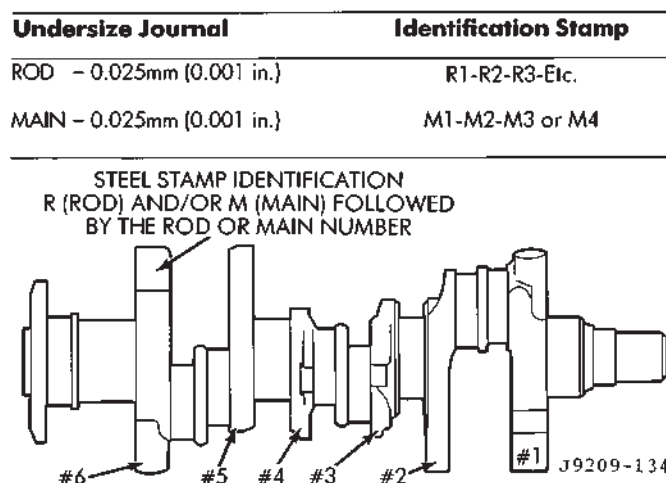 Undersize Journal Identification Stamp
ROD – 0.025mm (0.001 in.) R1-R2-R3-Etc.
MAIN – 0.025mm (0.001 in.) M1-M2-M3 or M4
STEEL STAMP IDENTIFICATION
R (ROD) AND/OR M (MAIN) FOLLOWED
BY THE ROD OR MAIN NUMBER
#6 #5 #4 #3 #2 #1 J9209-134